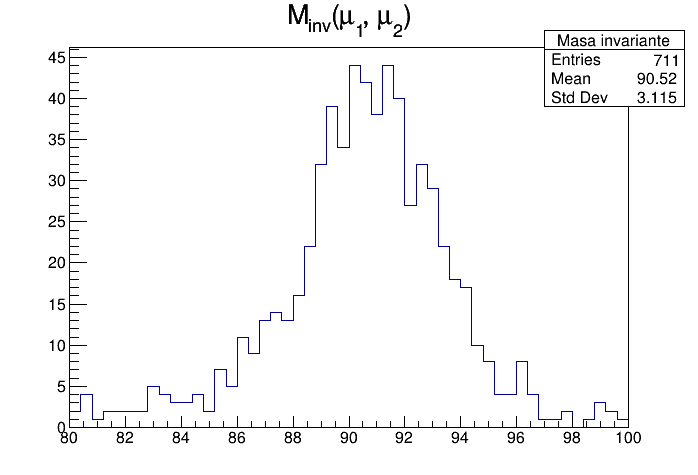 M_inv(μ_1, μ_2)
Masa invariante
Entries 711
Mean 90.52
Std Dev 3.115
45
40
35
30
25
20
15
10
5
0
80 82 84 86 88 90 92 94 96 98 100